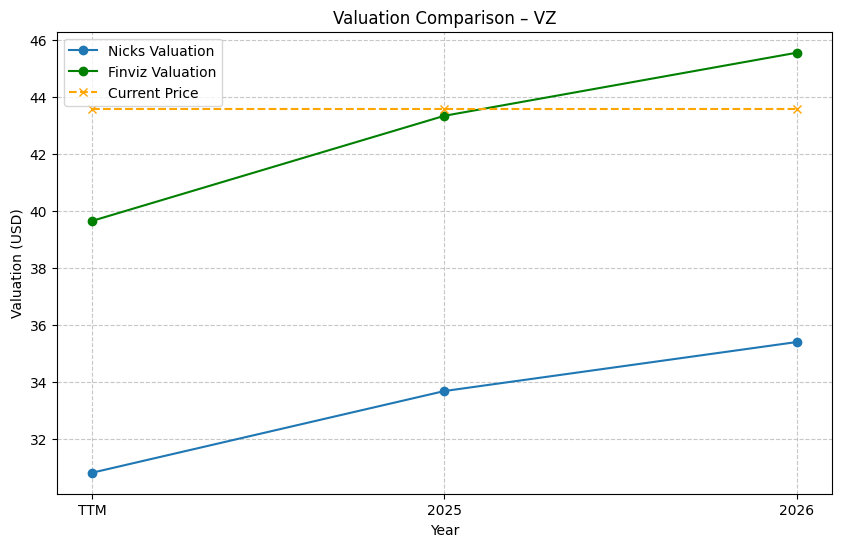 Valuation Comparison – VZ
Nicks Valuation
Finviz Valuation
Current Price
Valuation (USD)
46
44
42
40
38
36
34
32
TTM
2025
2026
Year